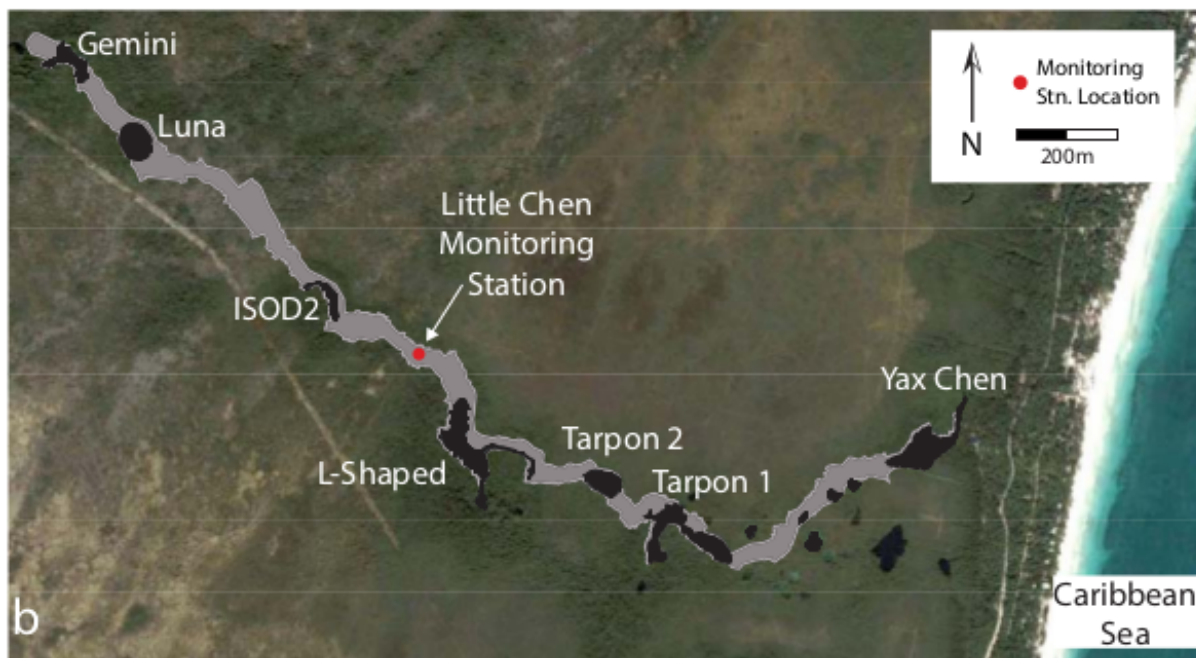 Gemini
Luna
Little Chen
Monitoring
Station
ISOD2
L-Shaped
Tarpon 2
Tarpon 1
Yax Chen
Monitoring
Stn. Location
N
200m
Caribbean
Sea
b